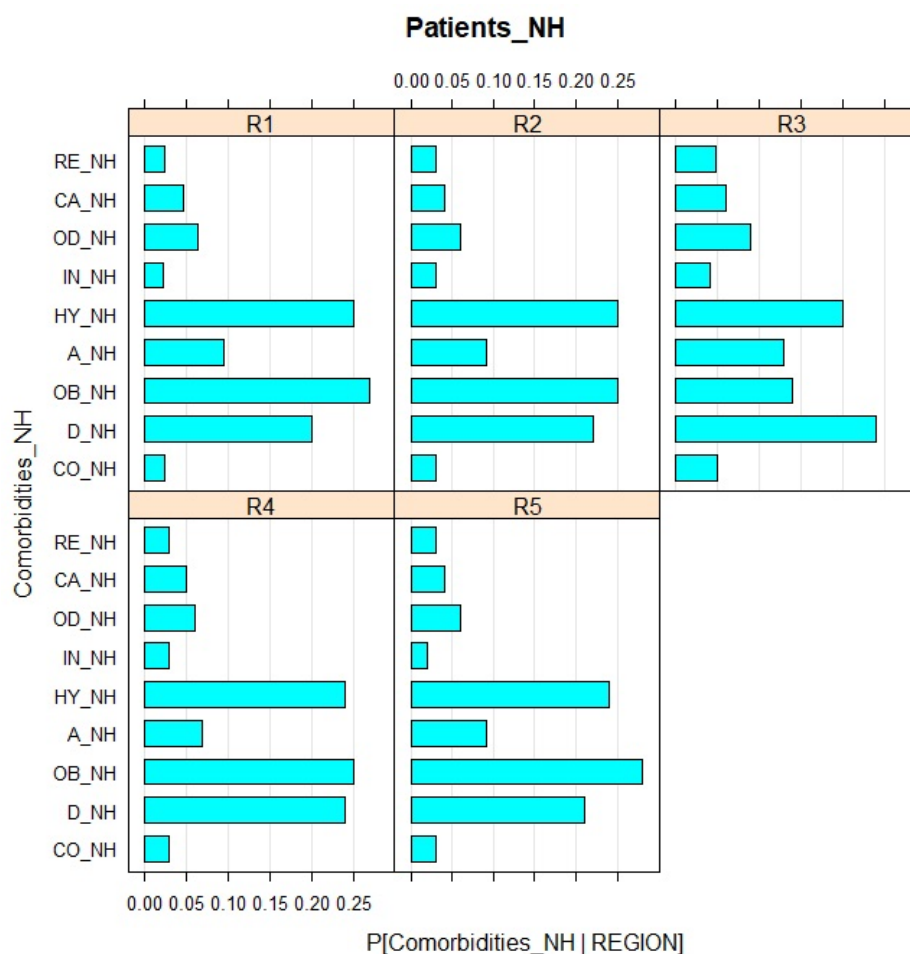 Patients_NH
0.00 0.05 0.10 0.15 0.20 0.25
R1 R2 R3
RE_NH
CA_NH
OD_NH
IN_NH
HY_NH
A_NH
OB_NH
D_NH
CO_NH
Comorbidities_NH
R4 R5
RE_NH
CA_NH
OD_NH
IN_NH
HY_NH
A_NH
OB_NH
D_NH
CO_NH
0.00 0.05 0.10 0.15 0.20 0.25
P[Comorbidities_NH | REGION]